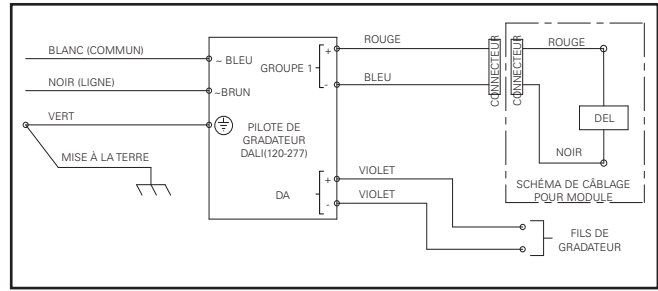 BLANC (COMMUN)
NOIR (LIGNE)
VERT
MISE À LA TERRE
~ BLEU
GROUPE 1
+
-
~BRUN
PILOTE DE
GRADATEUR
DALI(120-277)
DA
+
-
ROUGE
BLEU
VIOLET
VIOLET
CONNECTEUR
CONNECTEUR
ROUGE
DEL
NOIR
SCHÉMA DE CÂBLAGE
POUR MODULE
FILS DE
GRADATEUR